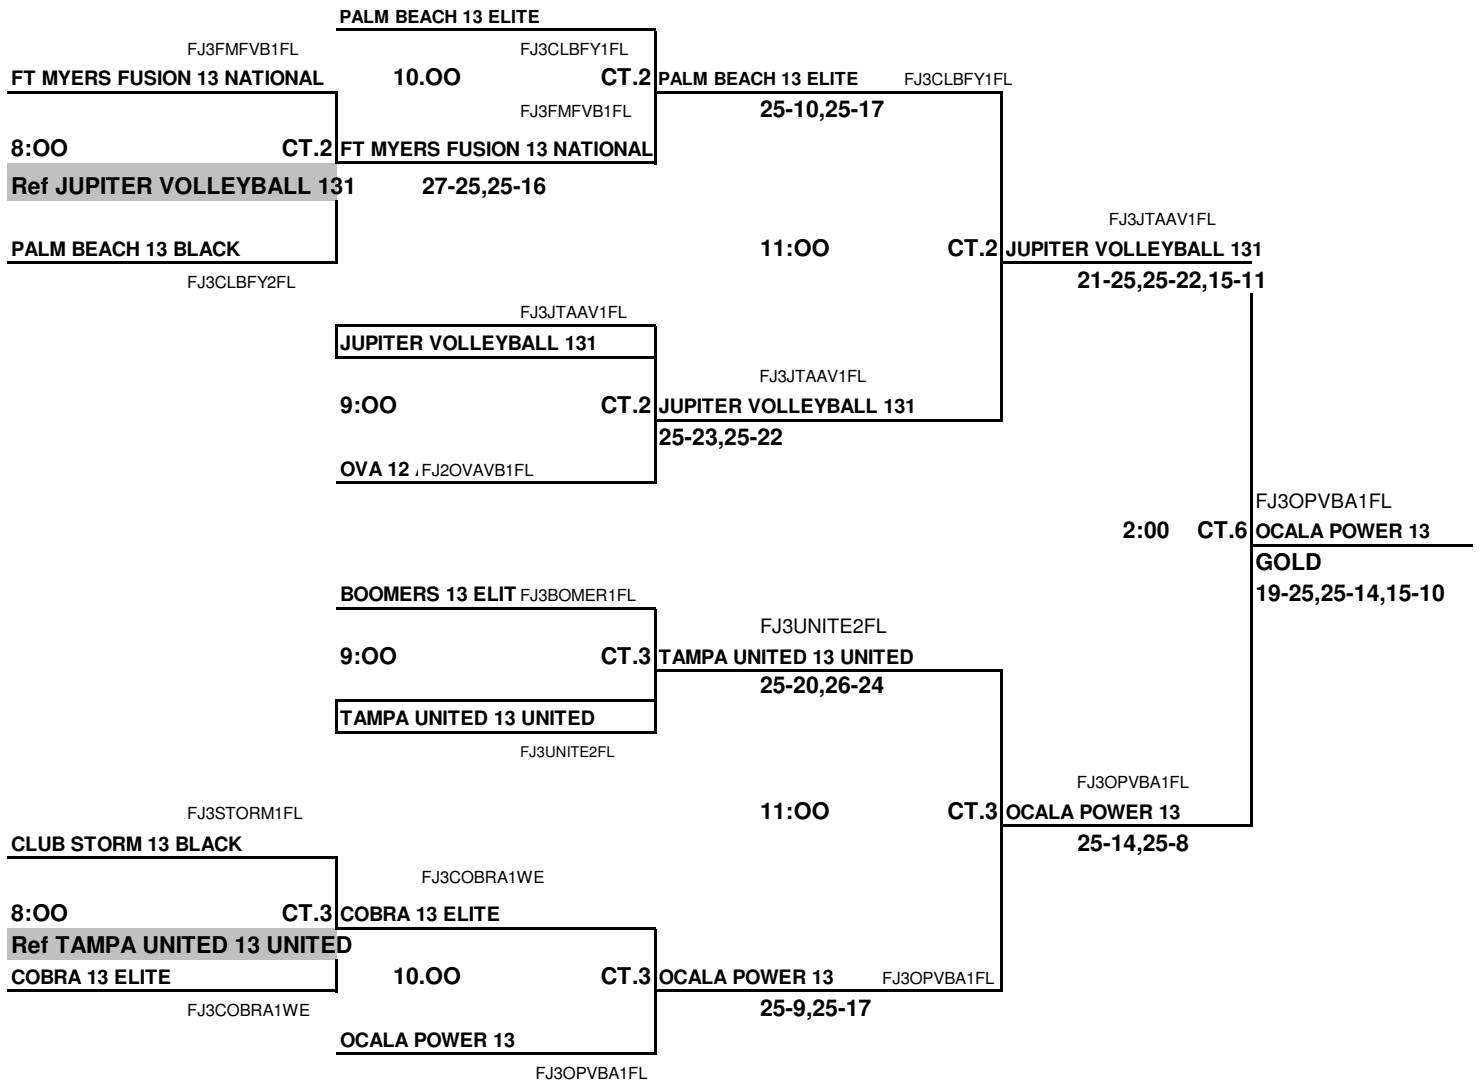 PALM BEACH 13 ELITE
FJ3FMFVB1FL FJ3CLBFY1FL
FT MYERS FUSION 13 NATIONAL 10.OO CT.2 PALM BEACH 13 ELITE FJ3CLBFY1FL
FJ3FMFVB1FL 25-10,25-17
8:OO CT.2 FT MYERS FUSION 13 NATIONAL
Ref JUPITER VOLLEYBALL 131 27-25,25-16
FJ3JTAAV1FL
PALM BEACH 13 BLACK 11:OO CT.2 JUPITER VOLLEYBALL 131
FJ3CLBFY2FL 21-25,25-22,15-11
FJ3JTAAV1FL
JUPITER VOLLEYBALL 131
FJ3JTAAV1FL
9:OO CT.2 JUPITER VOLLEYBALL 131
25-23,25-22
OVA 12 FJ2OVAVB1FL
FJ3OPVBA1FL
2:00 CT.6 OCALA POWER 13
GOLD
BOOMERS 13 ELIT FJ3BOMER1FL 19-25,25-14,15-10
FJ3UNITE2FL
9:OO CT.3 TAMPA UNITED 13 UNITED
25-20,26-24
TAMPA UNITED 13 UNITED
FJ3UNITE2FL
FJ3OPVBA1FL
FJ3STORM1FL 11:OO CT.3 OCALA POWER 13
CLUB STORM 13 BLACK 25-14,25-8
FJ3COBRA1WE
8:OO CT.3 COBRA 13 ELITE
Ref TAMPA UNITED 13 UNITED
COBRA 13 ELITE 10.OO CT.3 OCALA POWER 13 FJ3OPVBA1FL
FJ3COBRA1WE 25-9,25-17
OCALA POWER 13
FJ3OPVBA1FL